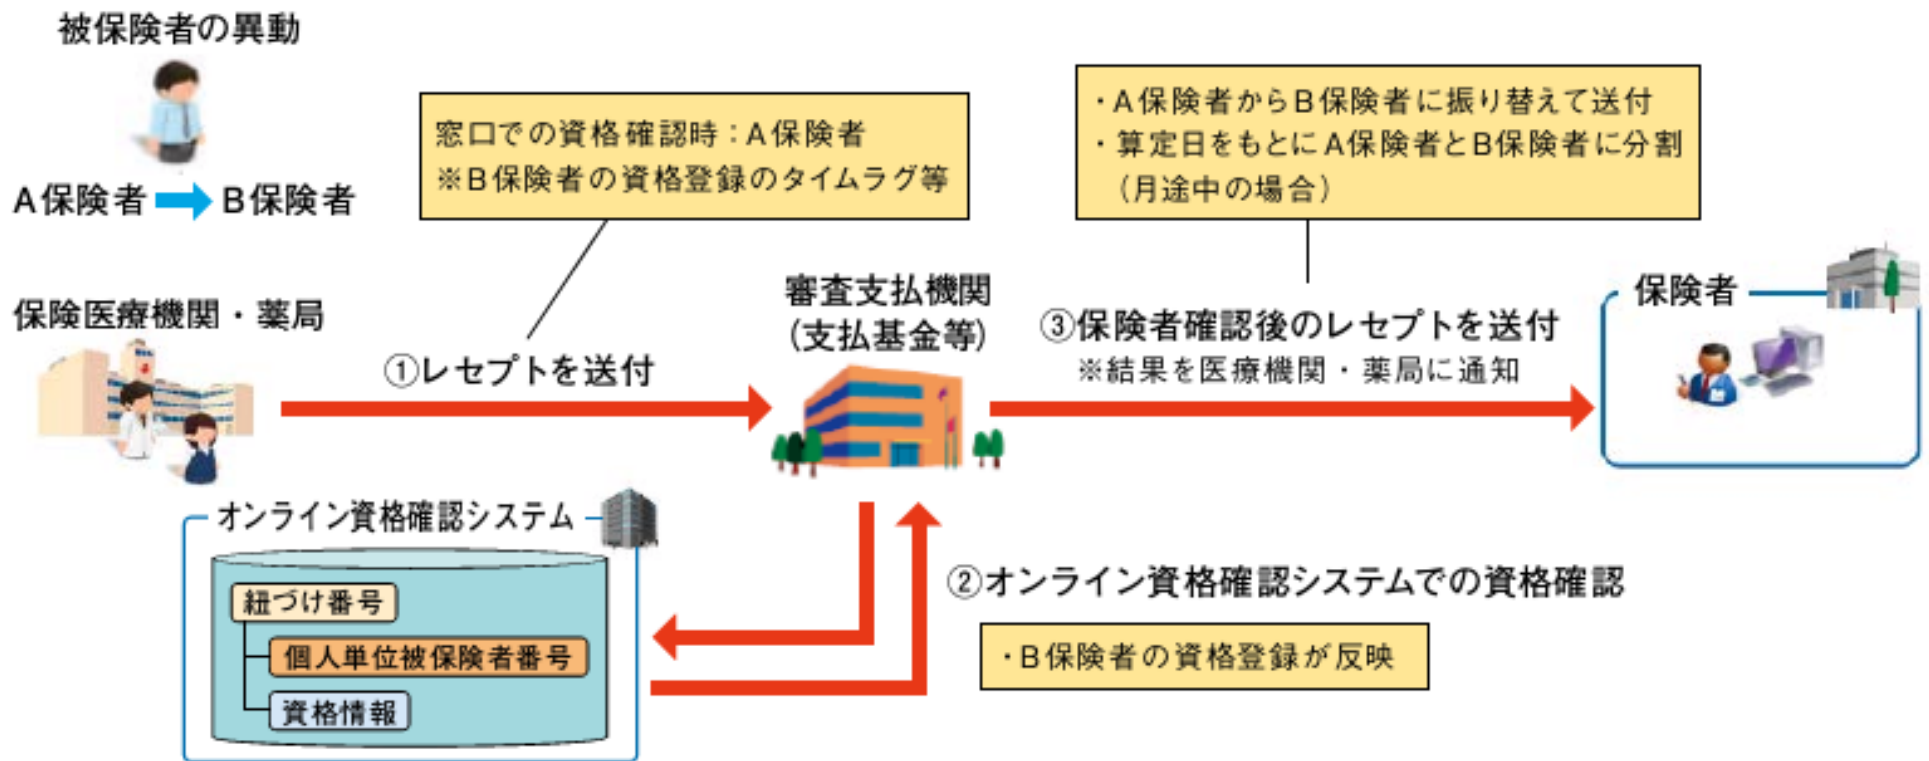 被保険者の異動
A保険者 B保険者
窓口での資格確認時：A保険者
※B保険者の資格登録のタイムラグ等
・A保険者からB保険者に振り替えて送付
・算定日をもとにA保険者とB保険者に分割
（月途中の場合）
保険医療機関・薬局
①レセプトを送付
審査支払機関
（支払基金等）
③保険者確認後のレセプトを送付
※結果を医療機関・薬局に通知
保険者
オンライン資格確認システム
紐づけ番号
個人単位被保険者番号
資格情報
②オンライン資格確認システムでの資格確認
・B保険者の資格登録が反映